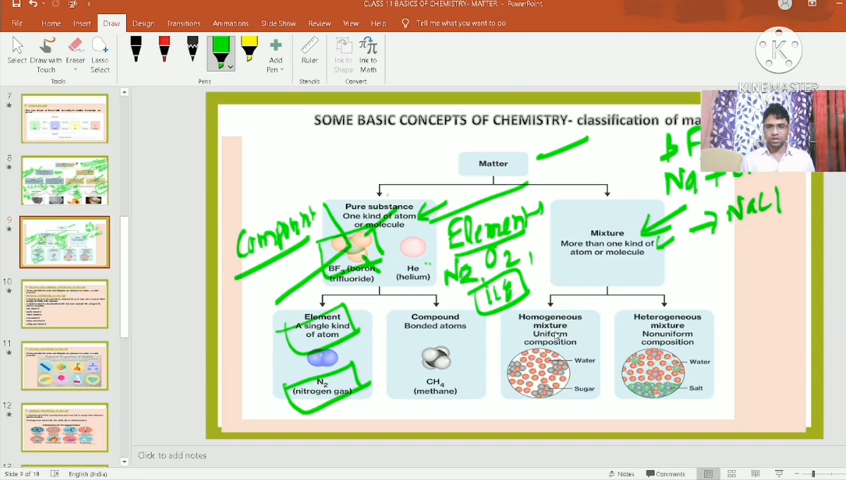 CLASS 11 BASICS OF CHEMISTRY- MATTER - PowerPoint
File Home Insert Draw Design Transitions Animations Slide Show Review View Help Tell me what you want to do
Select
Draw with Touch
Eraser
Lasso Select
Add Pen
Ruler
Ink to Shape
Ink to Math
Tools
Pens
Stencils
Convert
KINEMASTER
7
8
9
10
11
12
SOME BASIC CONCEPTS OF CHEMISTRY- classification of ma
Matter
Pure substance
One kind of atom
or molecule
(boron
trifluoride)
He
(helium)
Mixture
More than one kind of
atom or molecule
Element
A single kind
of atom
N2
(nitrogen gas)
Compound
Bonded atoms
CH4
(methane)
Homogeneous
mixture
Uniform
composition
Water
Sugar
Heterogeneous
mixture
Nonuniform
composition
Water
Salt
Element
N2 O2
Na +
→ NaCl
Click to add notes
Slide 9 of 18 English (India) Notes Comments